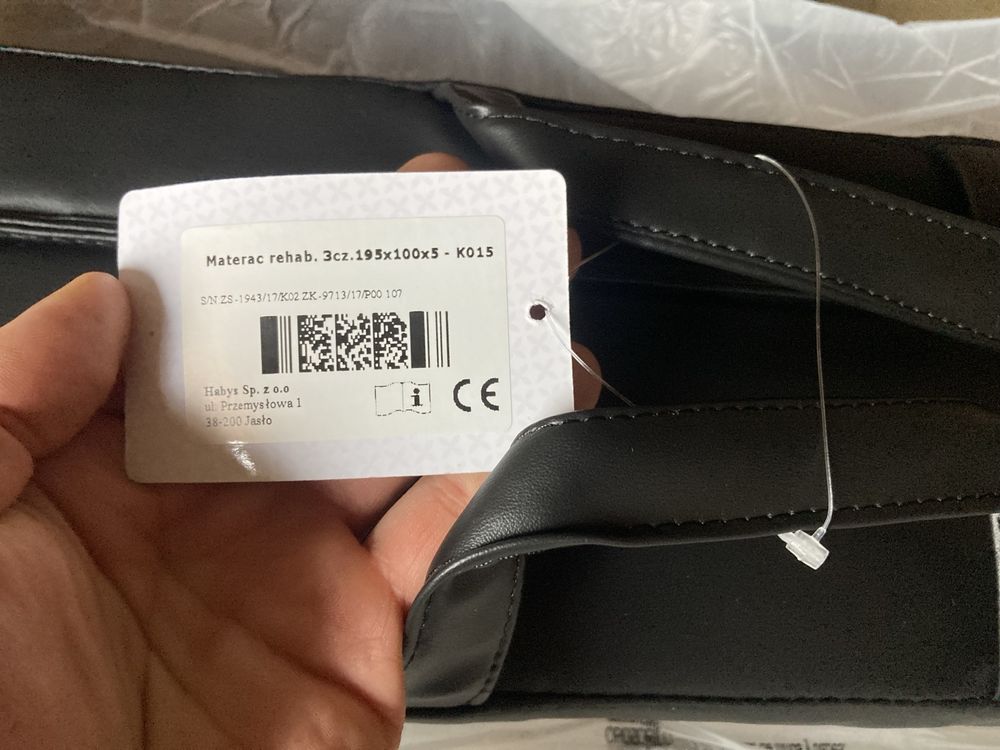 Materac rehab. 3cz.195x100x5 - K015
S/N.ZS-1943/17/K02.ZK-9713/17/P00 107
Habys Sp. z o.o
ul. Przemysłowa 1
38-200 Jasło
i
CE